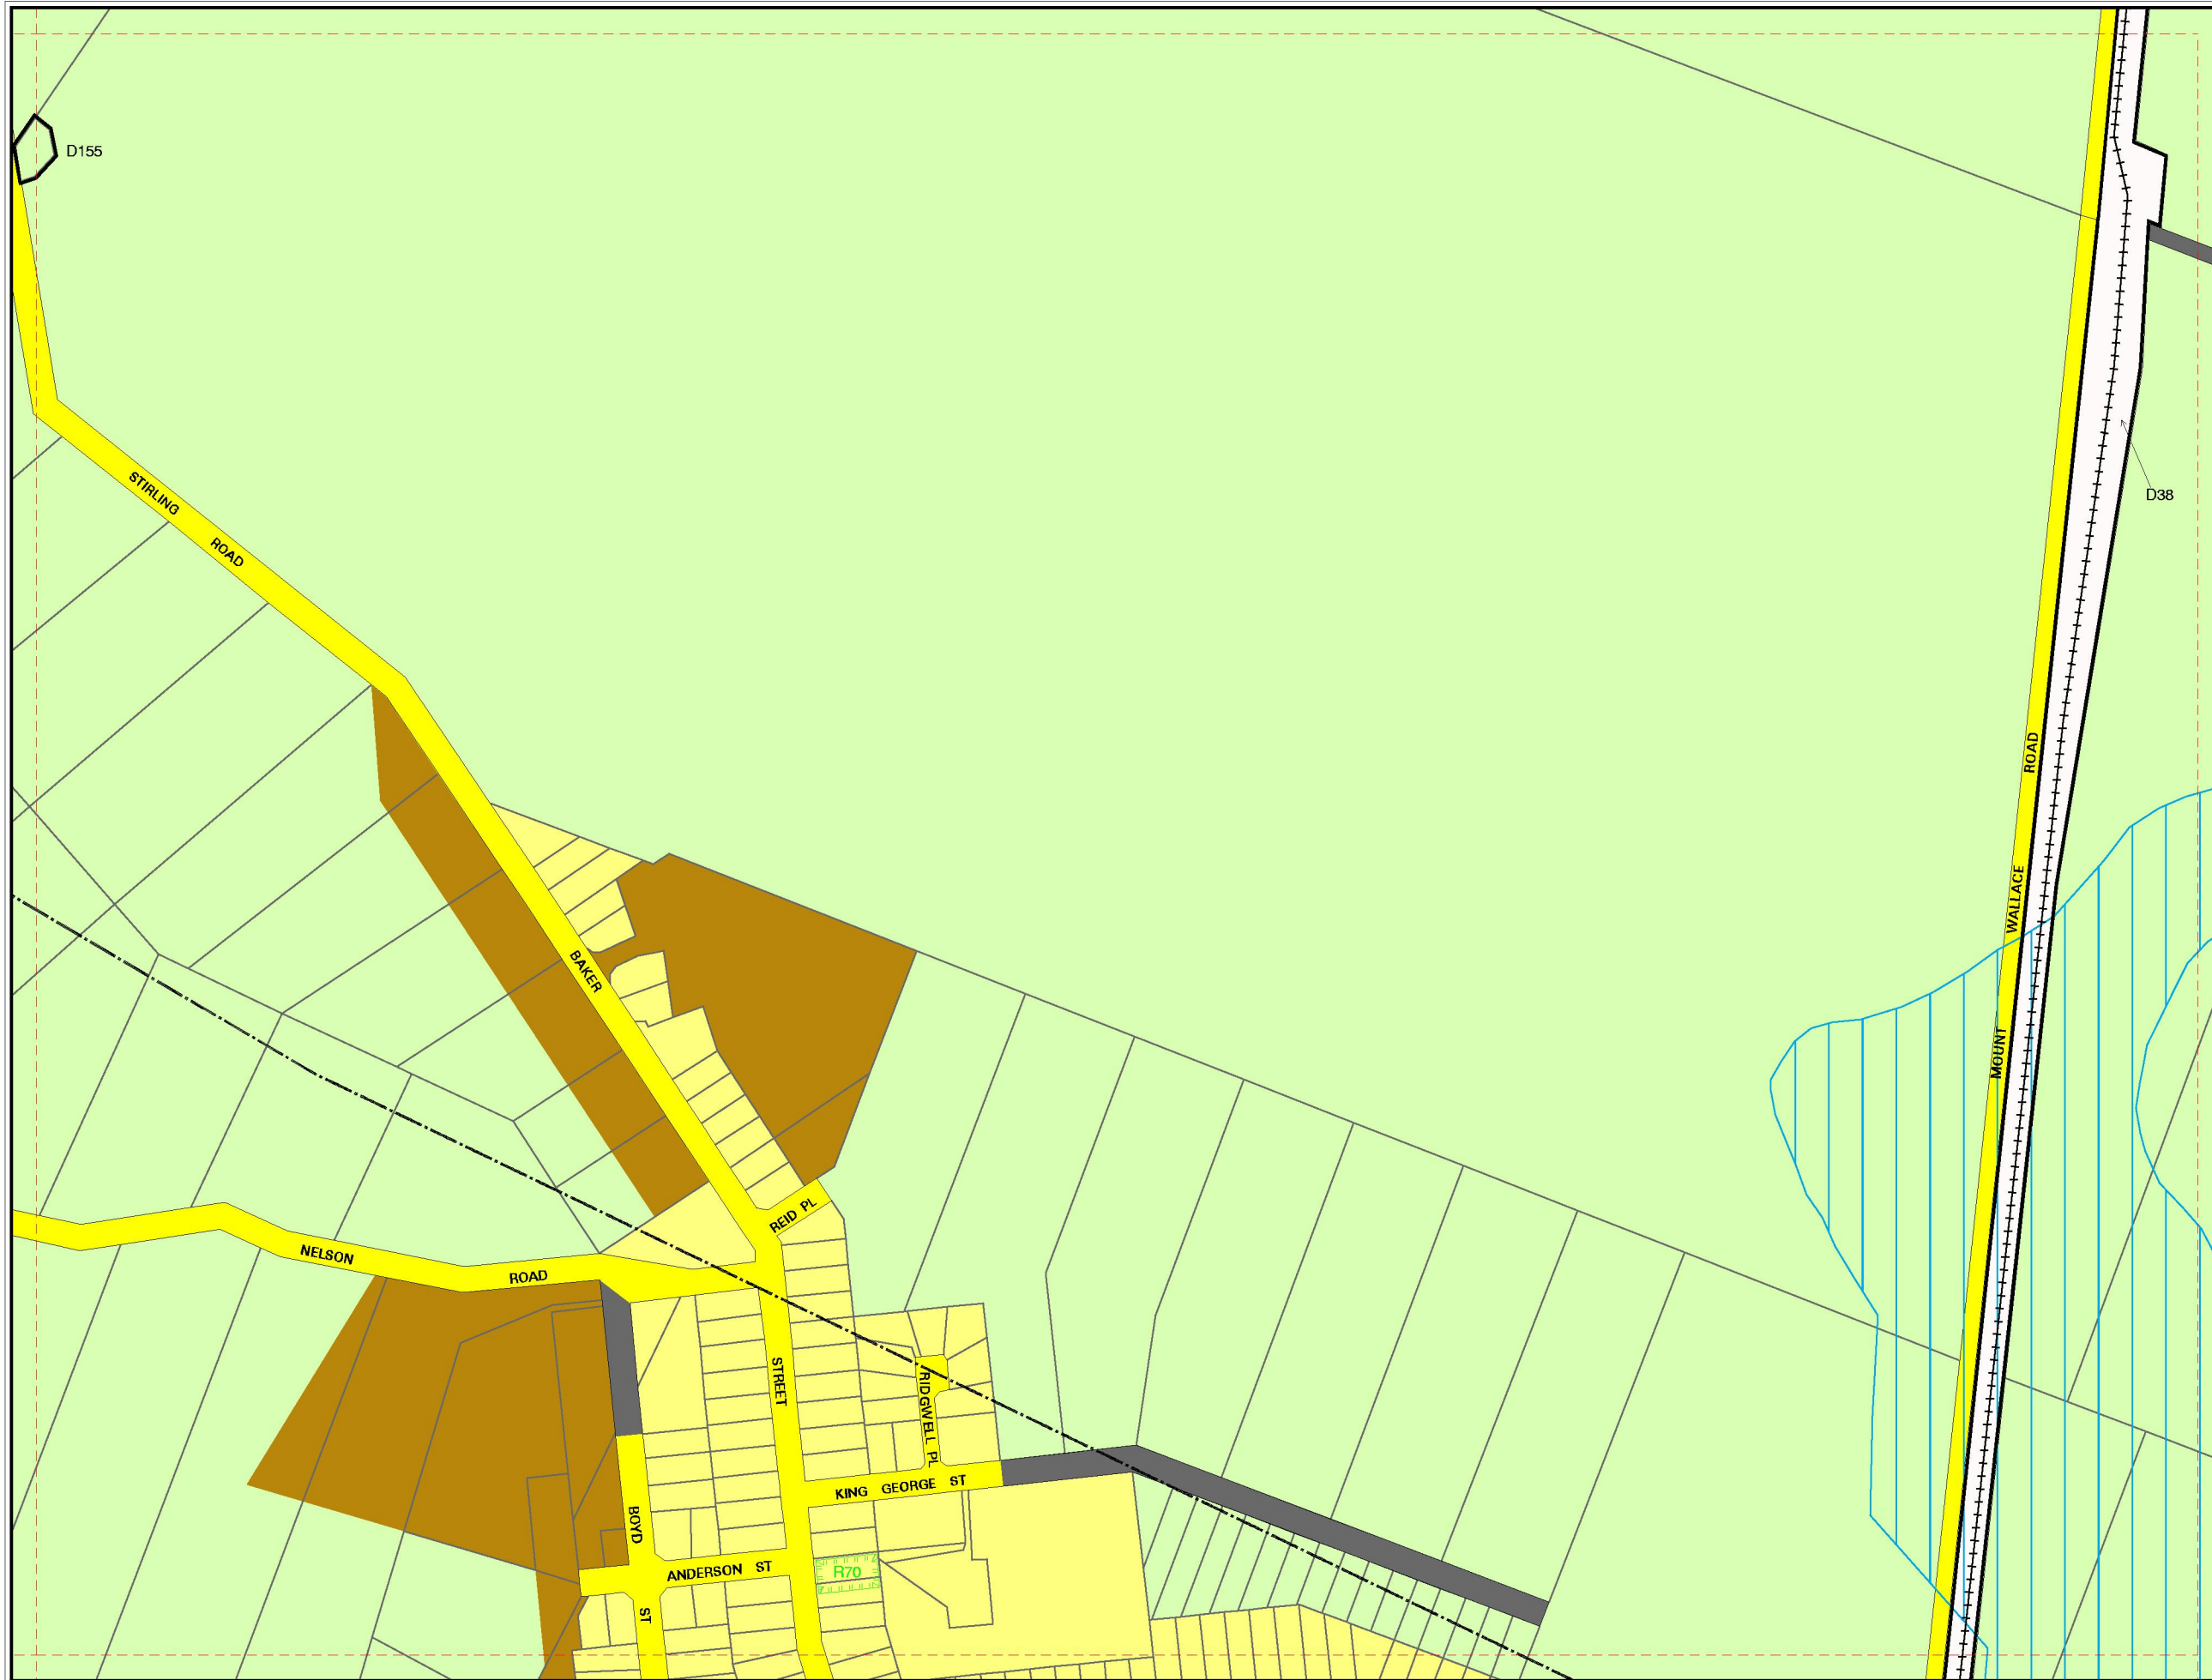 D155
D38
STIRLING
ROAD
ROAD
WALLACE
MOUNT
BAKER
REID PL
NELSON
ROAD
STREET
RIDGWELL PL
KING GEORGE ST
BOYD
ANDERSON ST
R70
ST